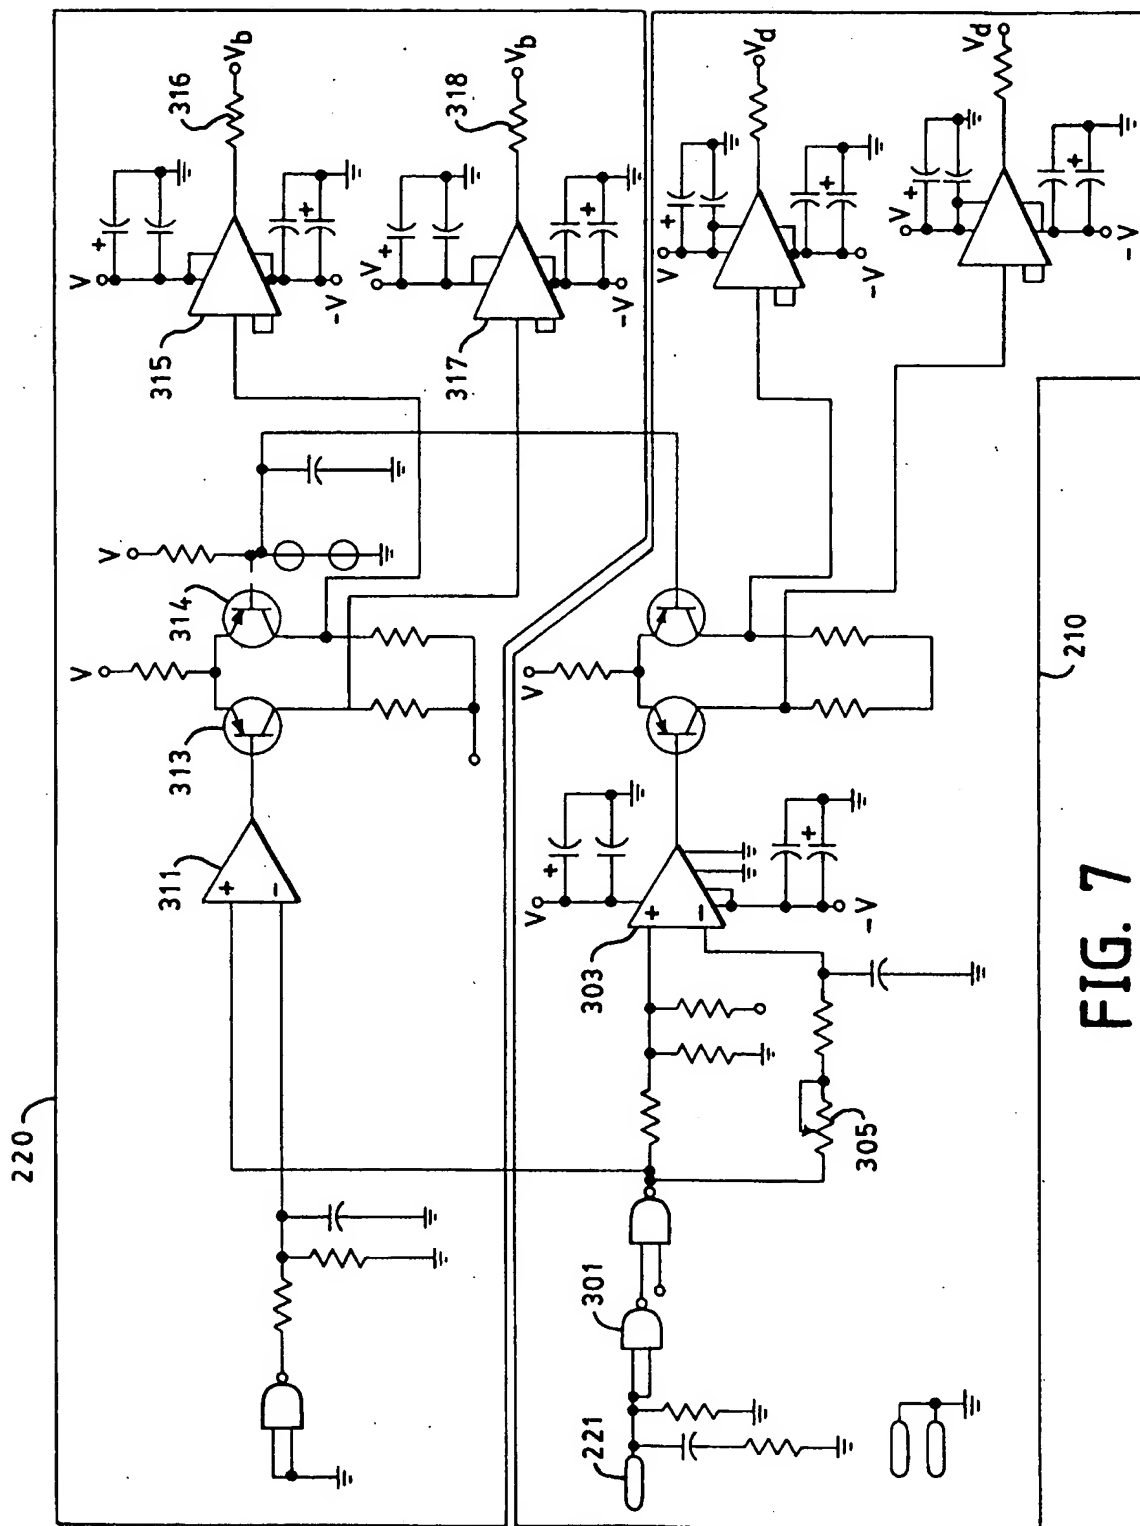 220
V
+
V
V
311
313
314
315
316
+
−
Vb
+
-V
V
+
317
318
Vb
+
-V
V
V
+
221
301
303
+
−
V
+
Vd
+
-V
+
-V
305
V
+
Vd
+
-V
210
FIG. 7